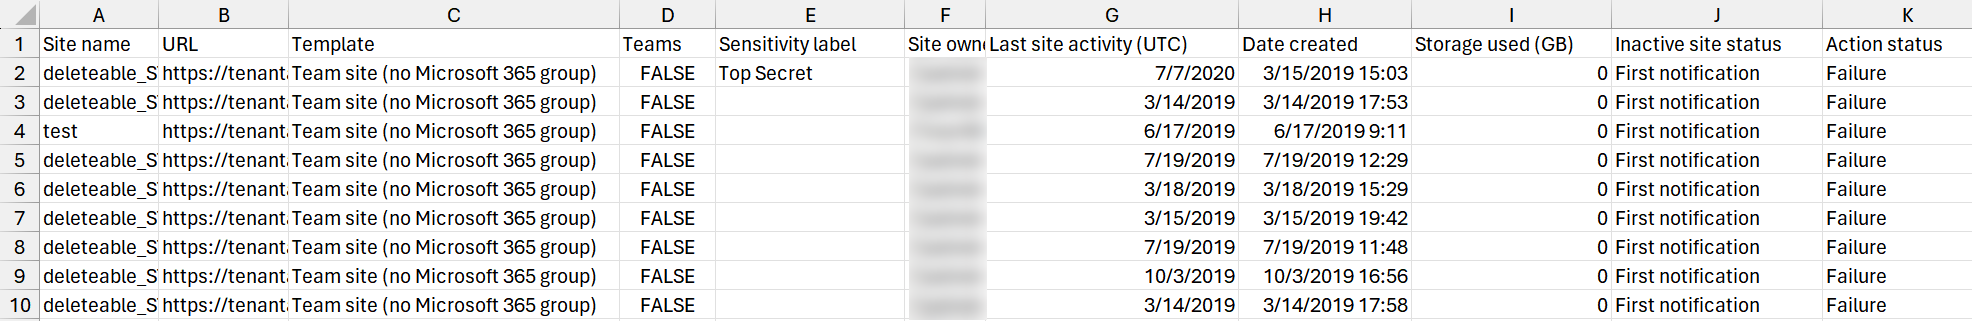 A B C D E F G H I J K
1 Site name URL Template Teams Sensitivity label Site own Last site activity (UTC) Date created Storage used (GB) Inactive site status Action status
2 deleteable_S https://tenant Team site (no Microsoft 365 group) FALSE Top Secret 7/7/2020 3/15/2019 15:03 0 First notification Failure
3 deleteable_S https://tenant Team site (no Microsoft 365 group) FALSE 3/14/2019 3/14/2019 17:53 0 First notification Failure
4 test https://tenant Team site (no Microsoft 365 group) FALSE 6/17/2019 6/17/2019 9:11 0 First notification Failure
5 deleteable_S https://tenant Team site (no Microsoft 365 group) FALSE 7/19/2019 7/19/2019 12:29 0 First notification Failure
6 deleteable_S https://tenant Team site (no Microsoft 365 group) FALSE 3/18/2019 3/18/2019 15:29 0 First notification Failure
7 deleteable_S https://tenant Team site (no Microsoft 365 group) FALSE 3/15/2019 3/15/2019 19:42 0 First notification Failure
8 deleteable_S https://tenant Team site (no Microsoft 365 group) FALSE 7/19/2019 7/19/2019 11:48 0 First notification Failure
9 deleteable_S https://tenant Team site (no Microsoft 365 group) FALSE 10/3/2019 10/3/2019 16:56 0 First notification Failure
10 deleteable_S https://tenant Team site (no Microsoft 365 group) FALSE 3/14/2019 3/14/2019 17:58 0 First notification Failure